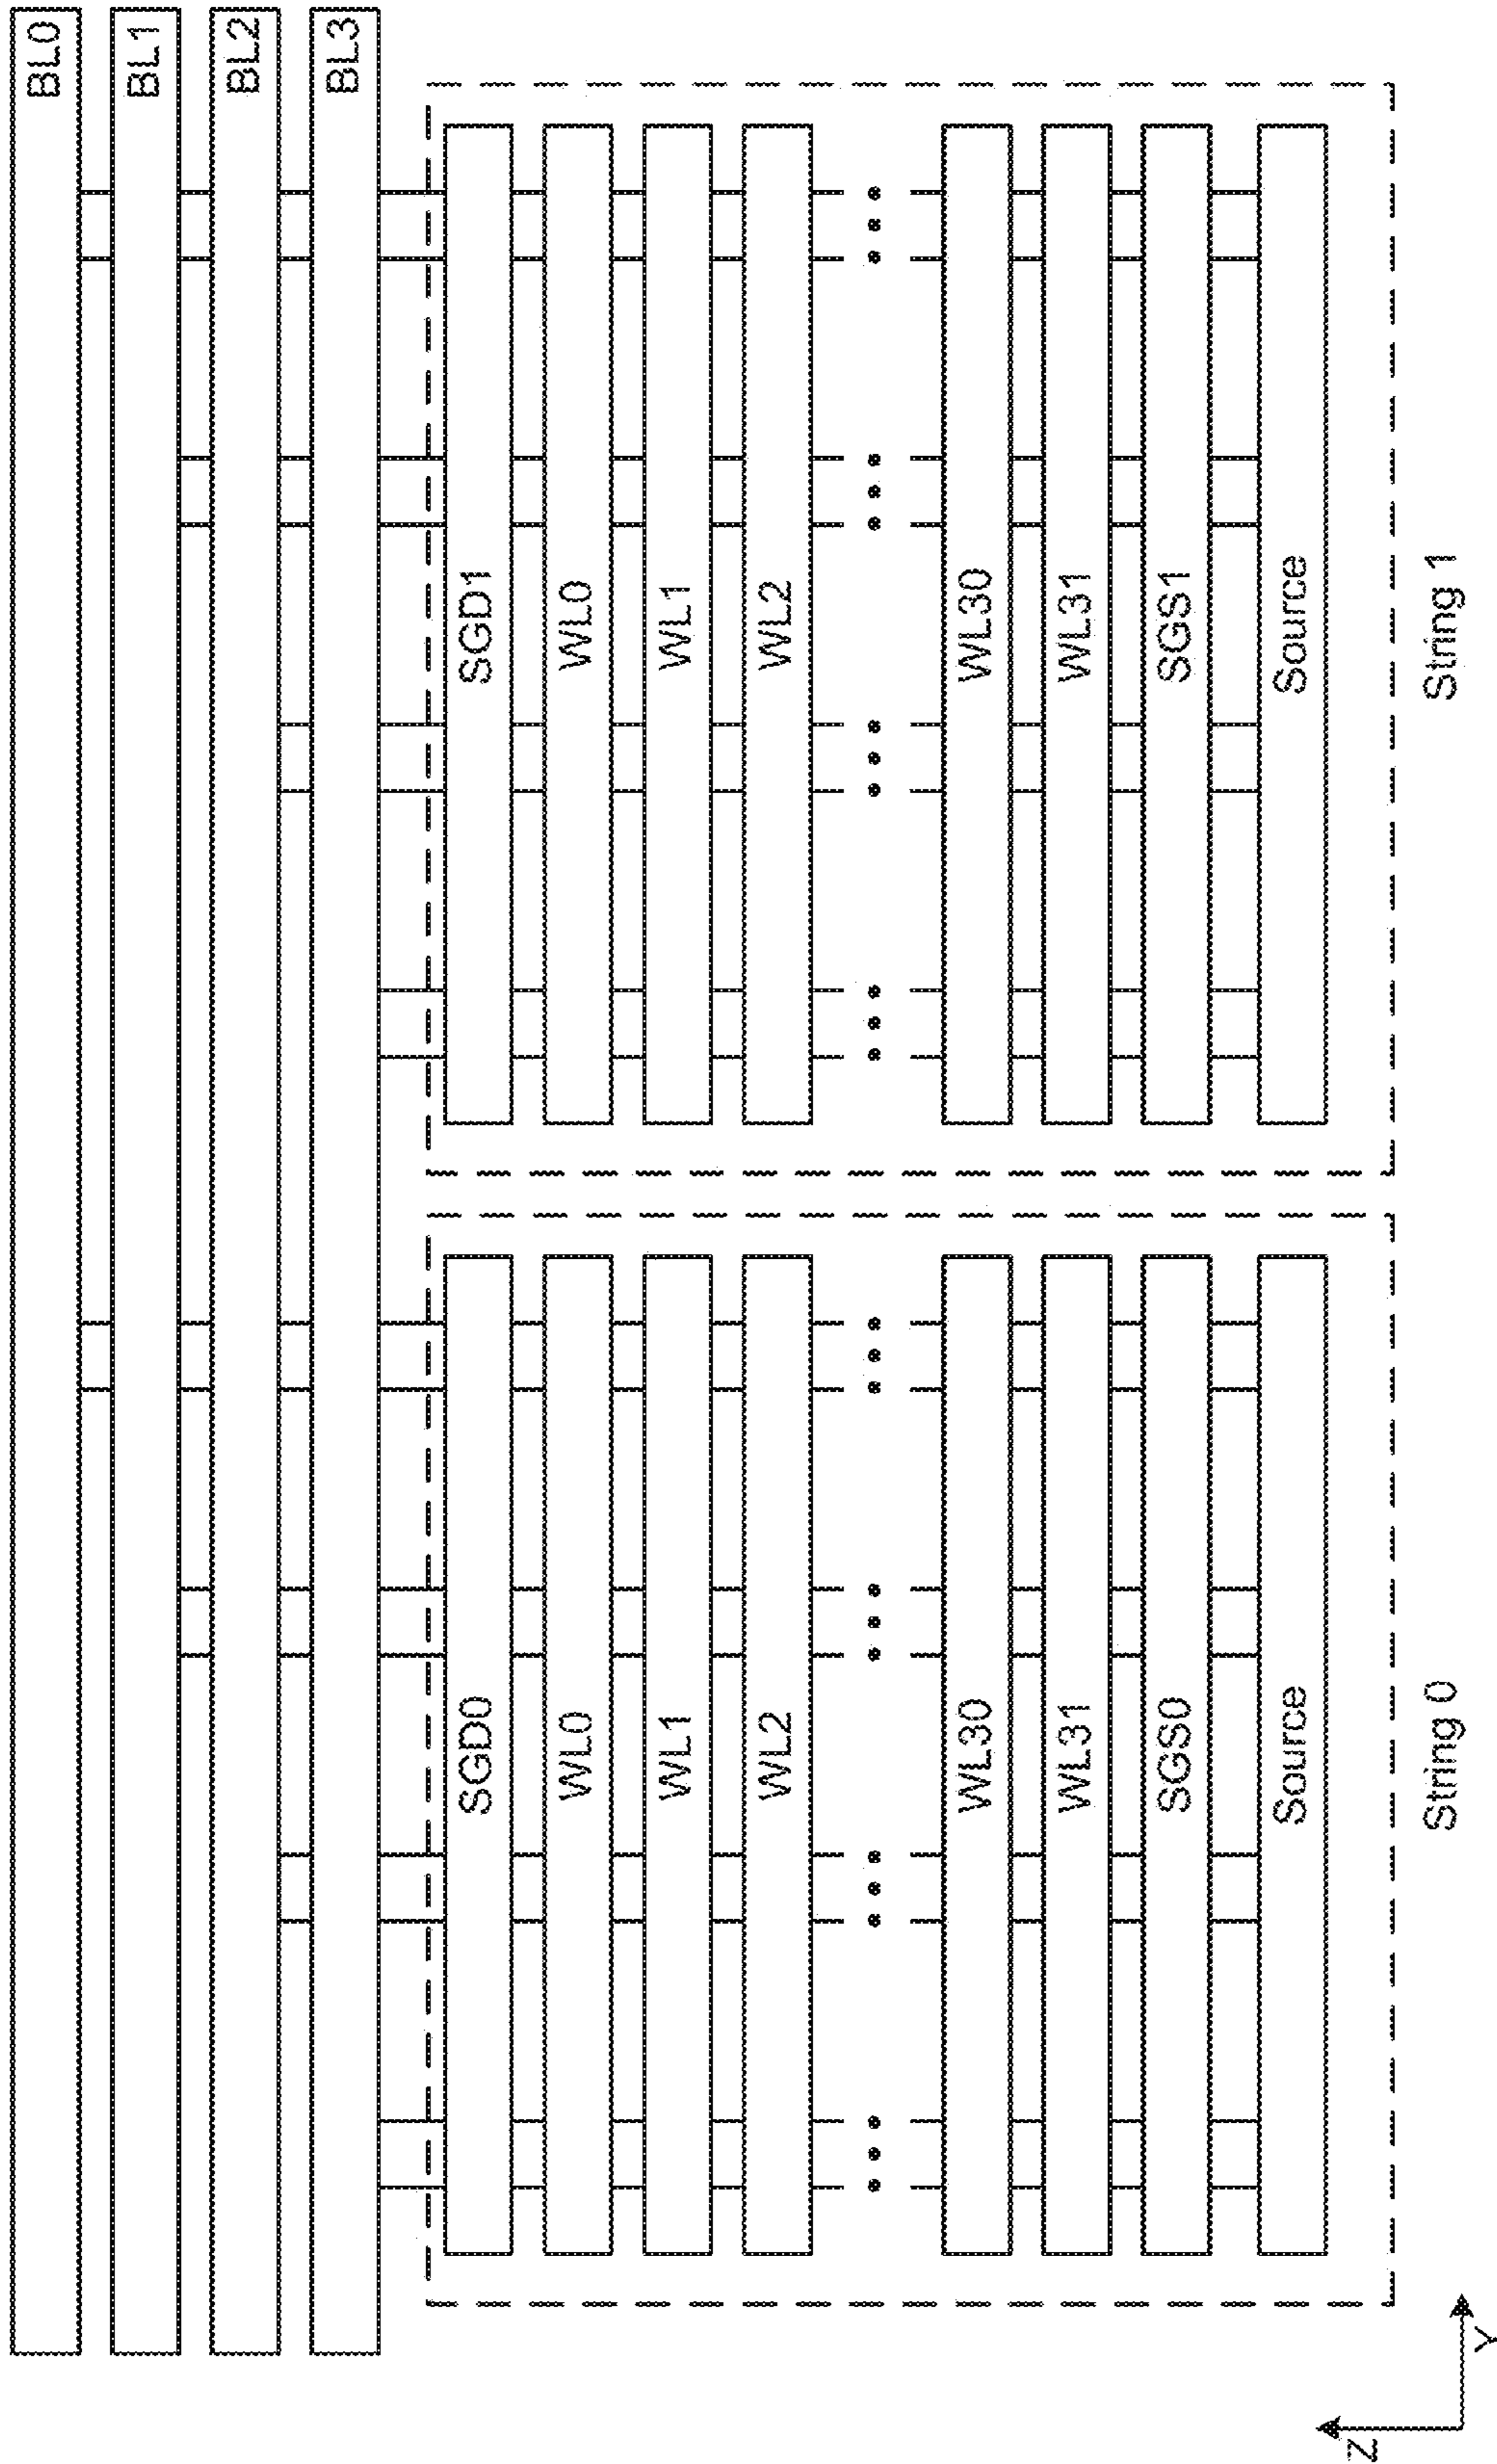 BL0
BL1
BL2
BL3
SGD0
WL0
WL1
WL2
WL30
WL31
SGS0
Source
String 0
SGD1
WL0
WL1
WL2
WL30
WL31
SGS1
Source
String 1
Z
Y